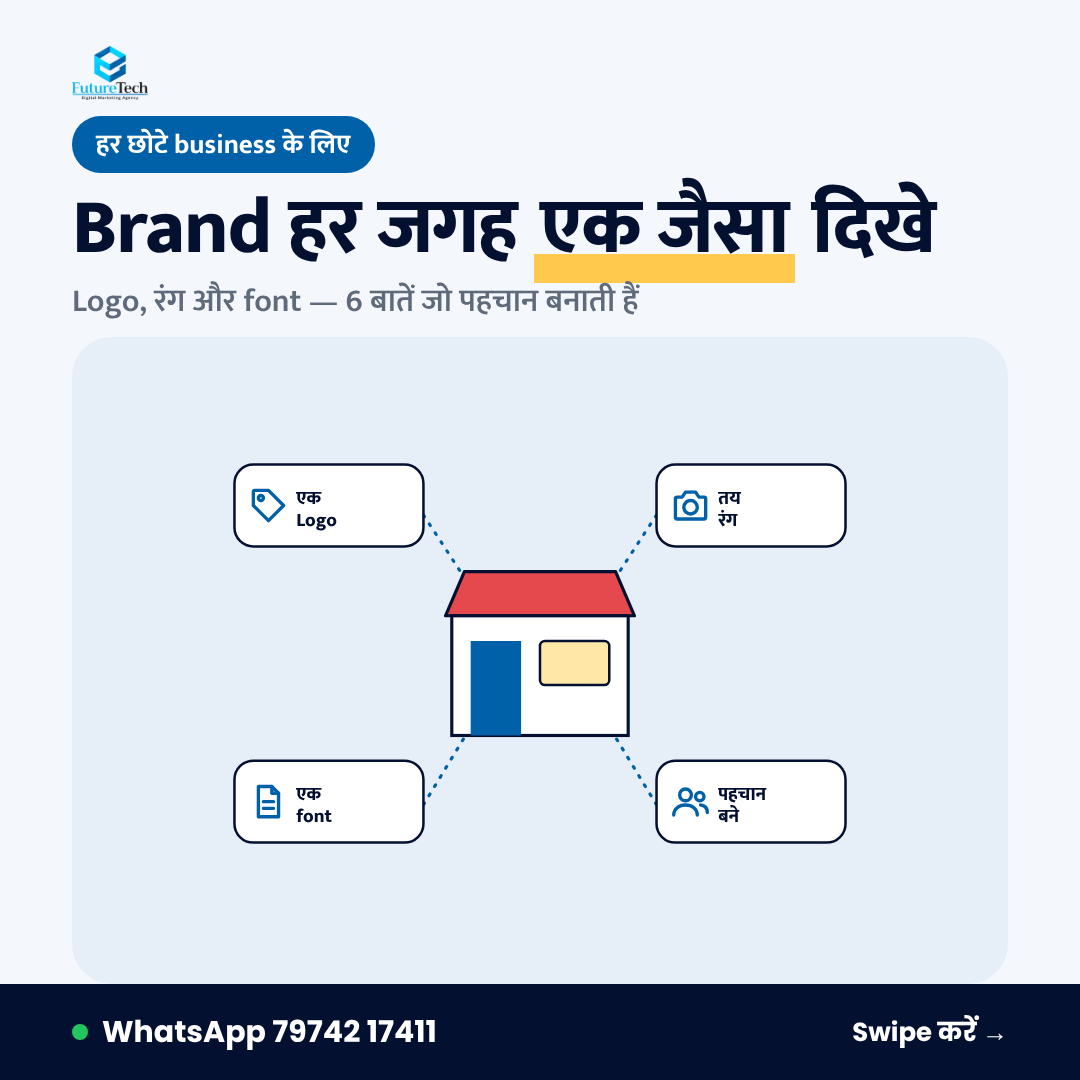 FutureTech
Digital Marketing Agency
हर छोटे business के लिए
Brand हर जगह एक जैसा दिखे
Logo, रंग और font — 6 बातें जो पहचान बनाती हैं
एक
Logo
तय
रंग
एक
font
पहचान
बने
WhatsApp 79742 17411
Swipe करें →